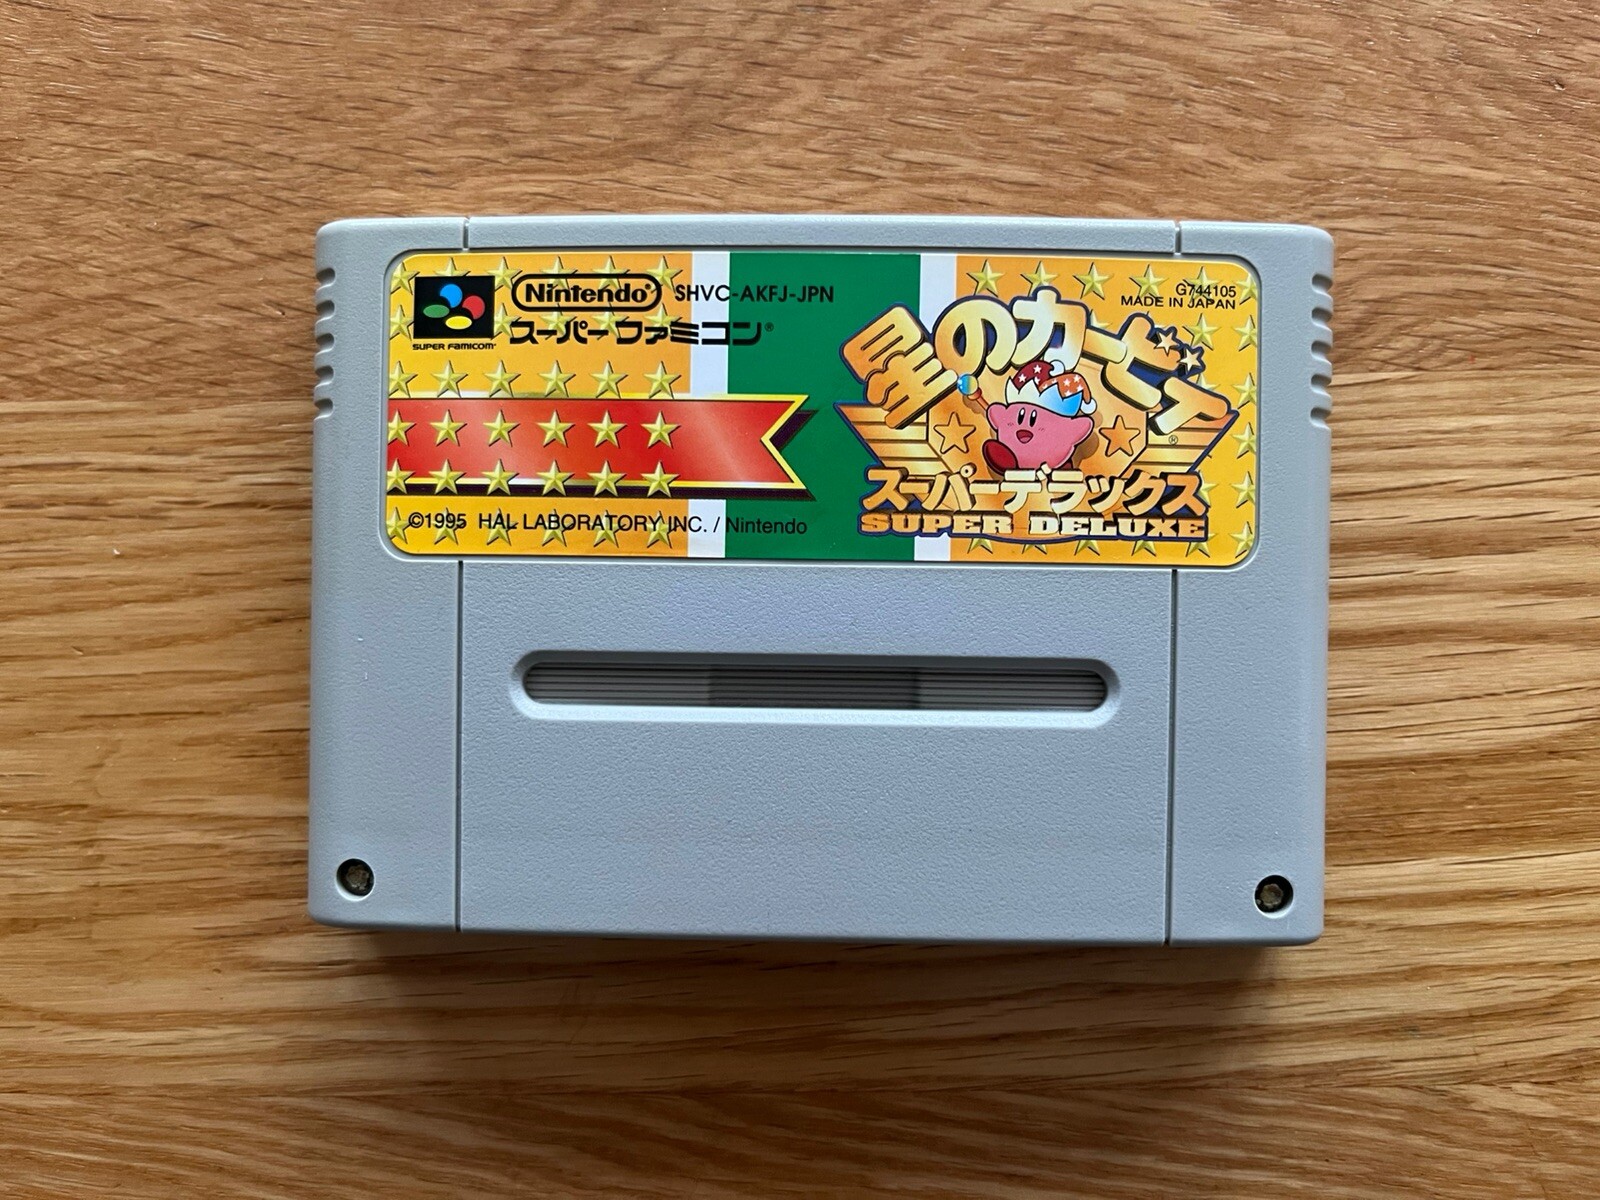 Nintendo® SHVC-AKFJ-JPN
スーパーファミコン®
SUPER FAMICOM™
©1995 HAL LABORATORY INC. / Nintendo
G744105
MADE IN JAPAN
星のカービィ
®
スーパーデラックス
SUPER DELUXE